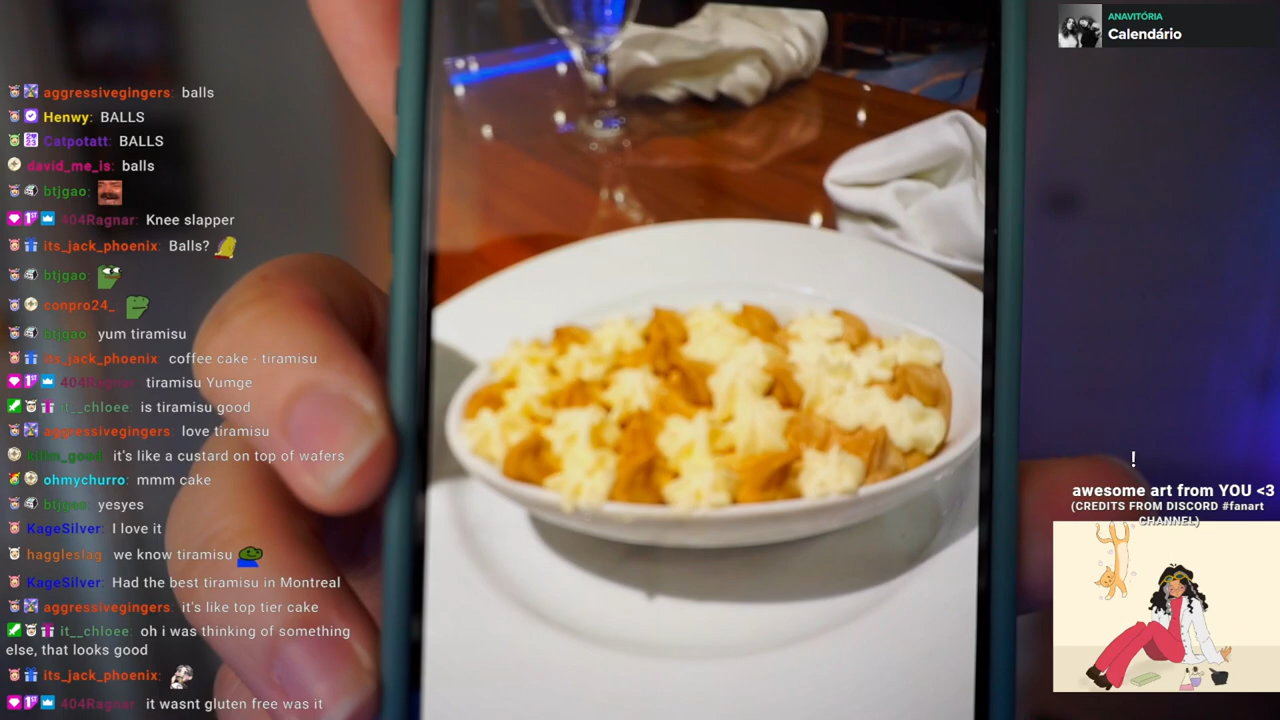 aggressivegingers: balls
Henwy: BALLS
Catpotatt: BALLS
david_me_is: balls
btjgao:
404Ragnar: Knee slapper
its_jack_phoenix: Balls?
btjgao:
conpro24_
btjgao: yum tiramisu
its_jack_phoenix coffee cake - tiramisu
404Ragnar: tiramisu Yumge
it__chloee: is tiramisu good
aggressivegingers: love tiramisu
it's like a custard on top of wafers
ohmychurro: mmm cake
btjgao: yesyes
KageSilver: I love it
haggleslag: we know tiramisu
KageSilver: Had the best tiramisu in Montreal
aggressivegingers: it's like top tier cake
it__chloee: oh i was thinking of something
else, that looks good
its_jack_phoenix:
404Ragnar: it wasnt gluten free was it
ANAVITÓRIA
Calendário
!
awesome art from YOU <3
(CREDITS FROM DISCORD #fanart
CHANNEL)